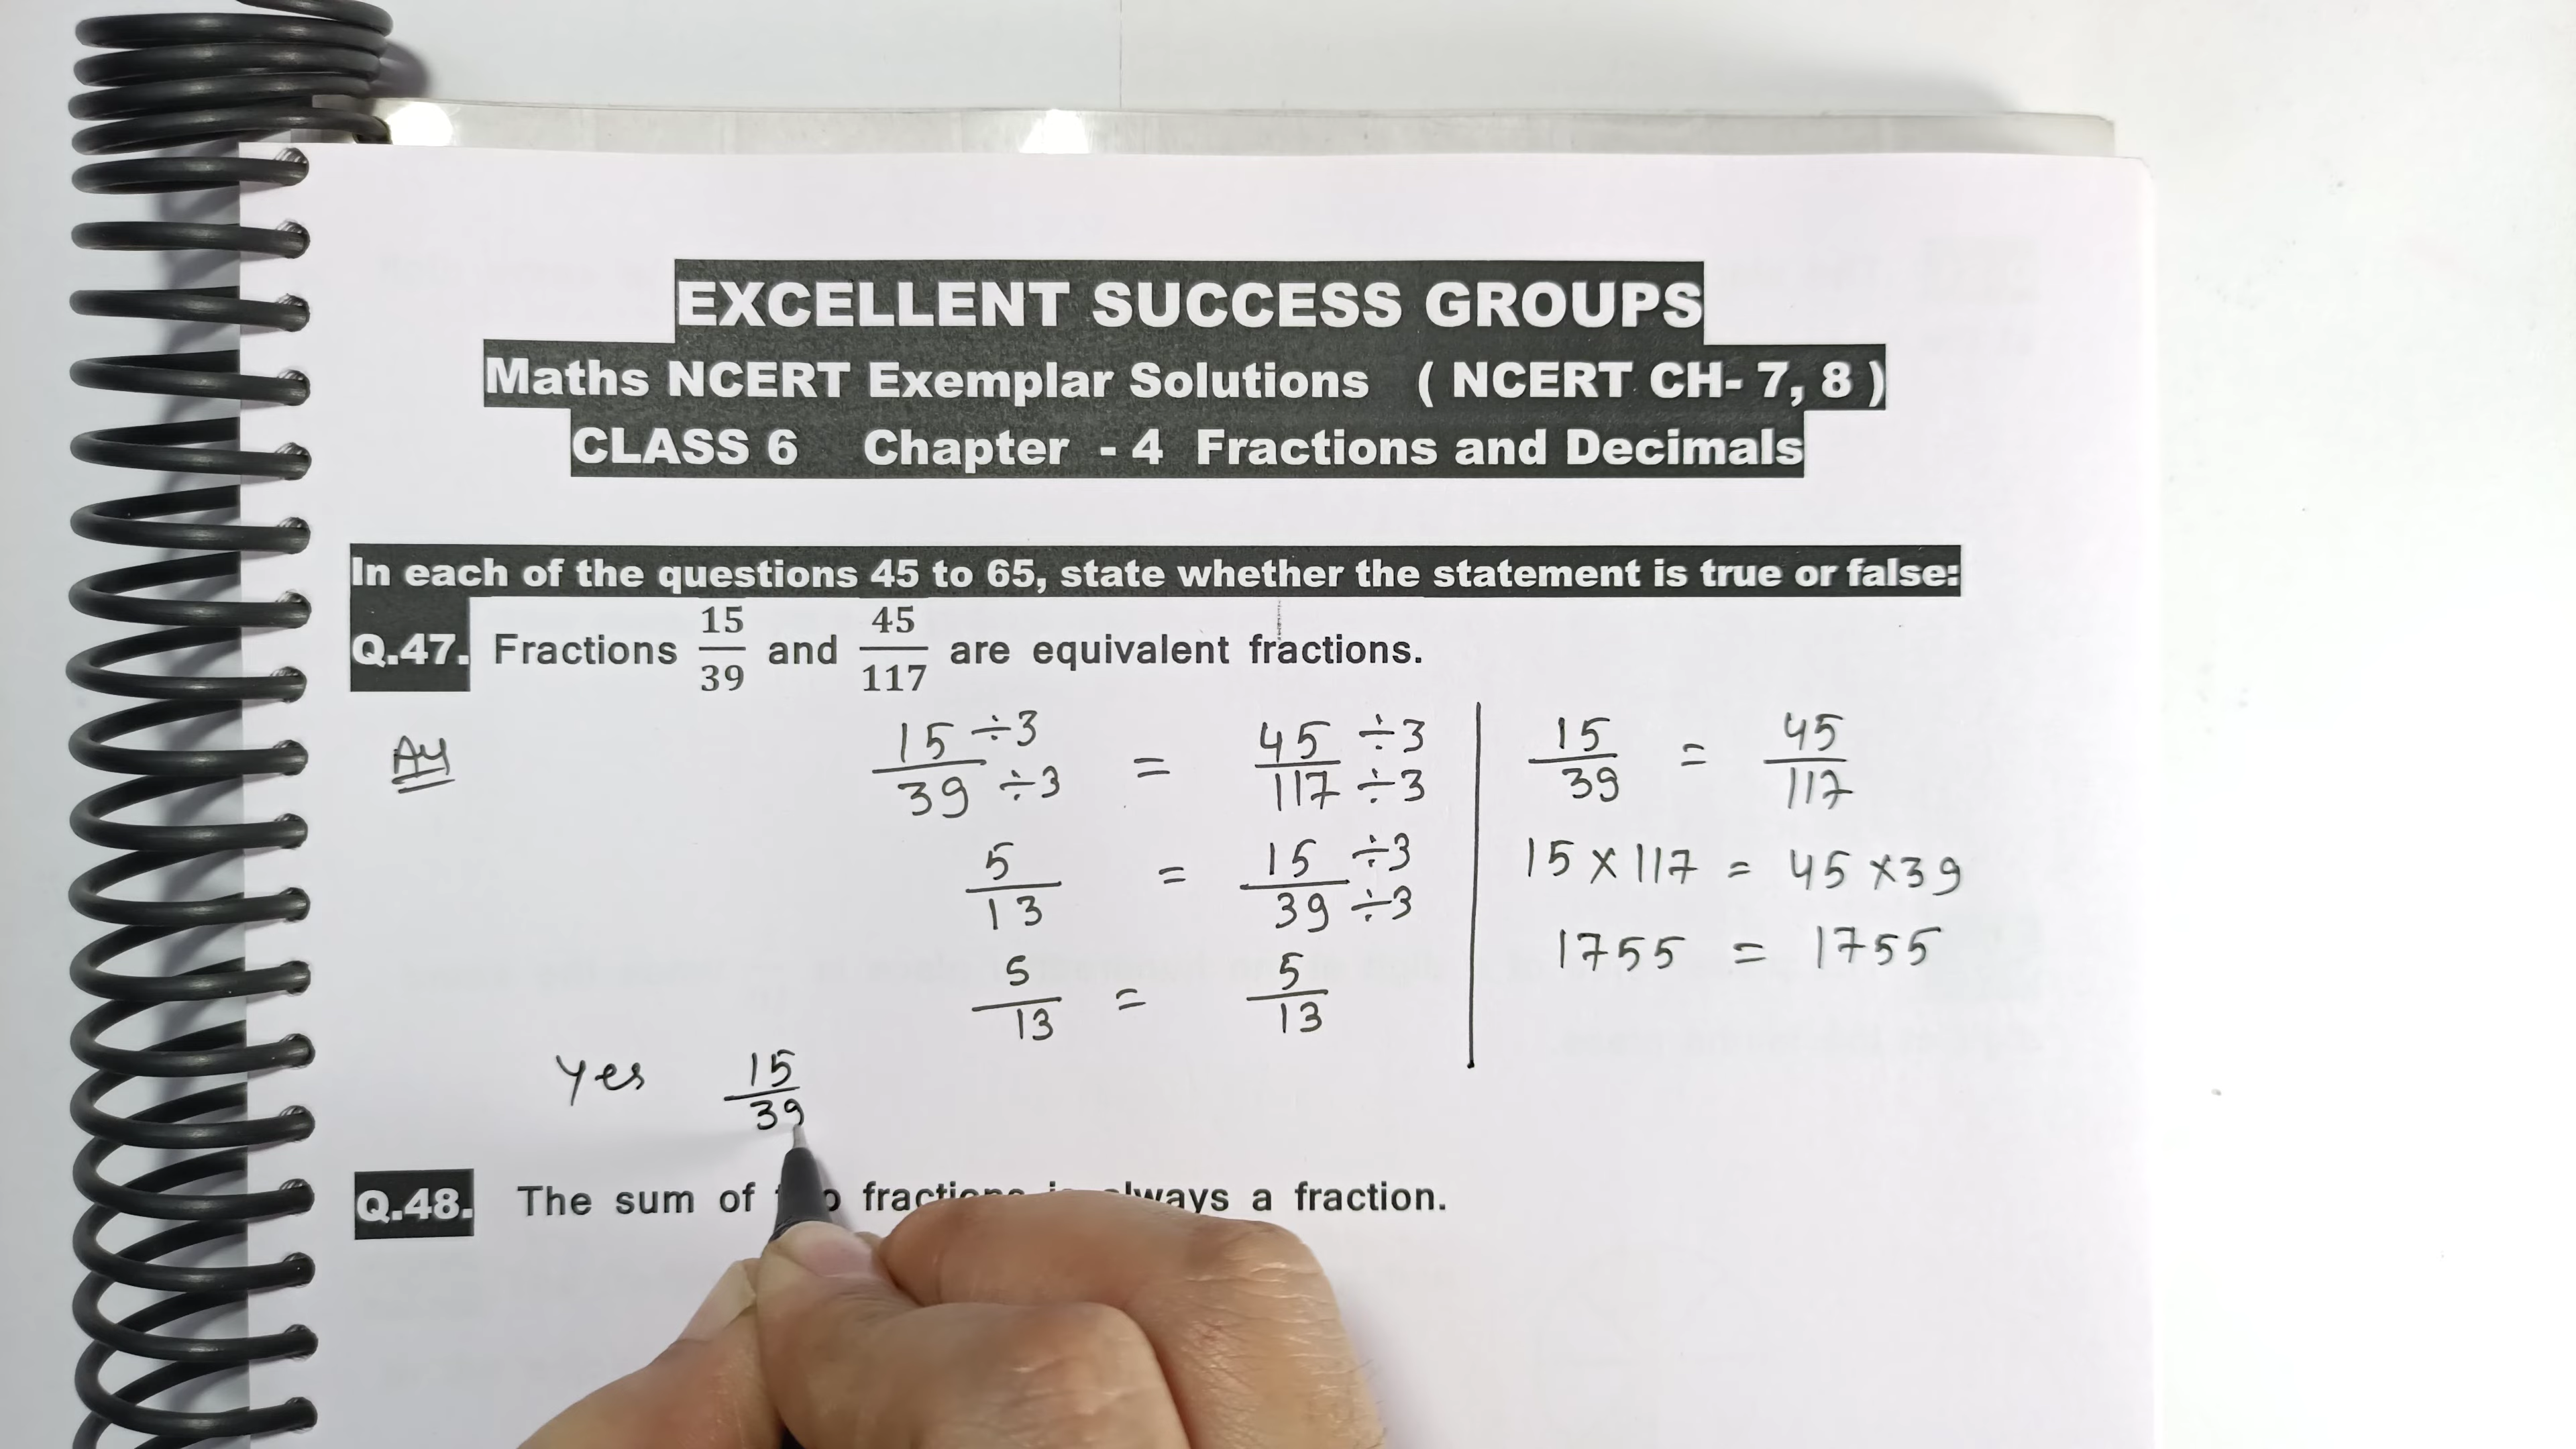 EXCELLENT SUCCESS GROUPS
Maths NCERT Exemplar Solutions ( NCERT CH- 7, 8 )
CLASS 6 Chapter - 4 Fractions and Decimals
In each of the questions 45 to 65, state whether the statement is true or false:
Q.47. Fractions 15/39 and 45/117 are equivalent fractions.
15 ÷3 / 39 ÷3 = 45 ÷3 / 117 ÷3
5/13 = 15 ÷3 / 39 ÷3
5/13 = 5/13
15/39 = 45/117
15 × 117 = 45 × 39
1755 = 1755
Yes 15/39
Q.48. The sum of fractions always a fraction.